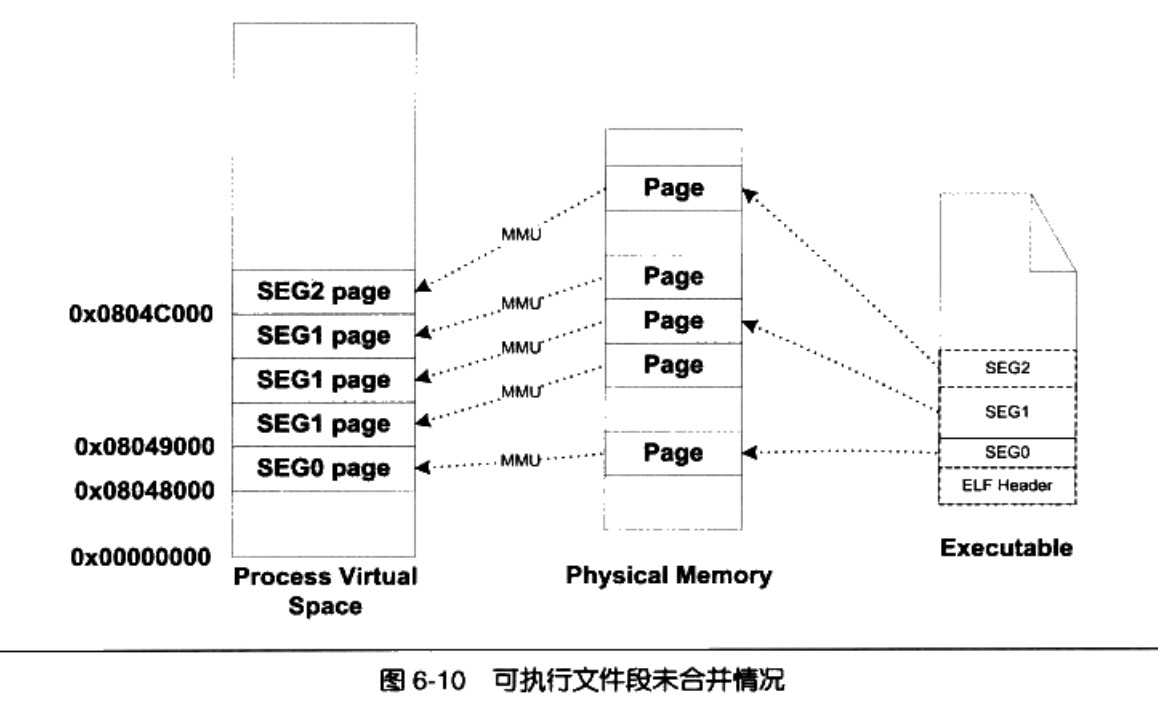 Page
MMU
SEG2 page
Page
0x0804C000
MMU
SEG1 page
Page
MMU
SEG2
SEG1 page
Page
MMU
SEG1
SEG1 page
0x08049000
Page
SEG0
SEG0 page
MMU
0x08048000
ELF Header
0x00000000
Executable
Process Virtual
Space
Physical Memory
图 6-10 可执行文件段未合并情况